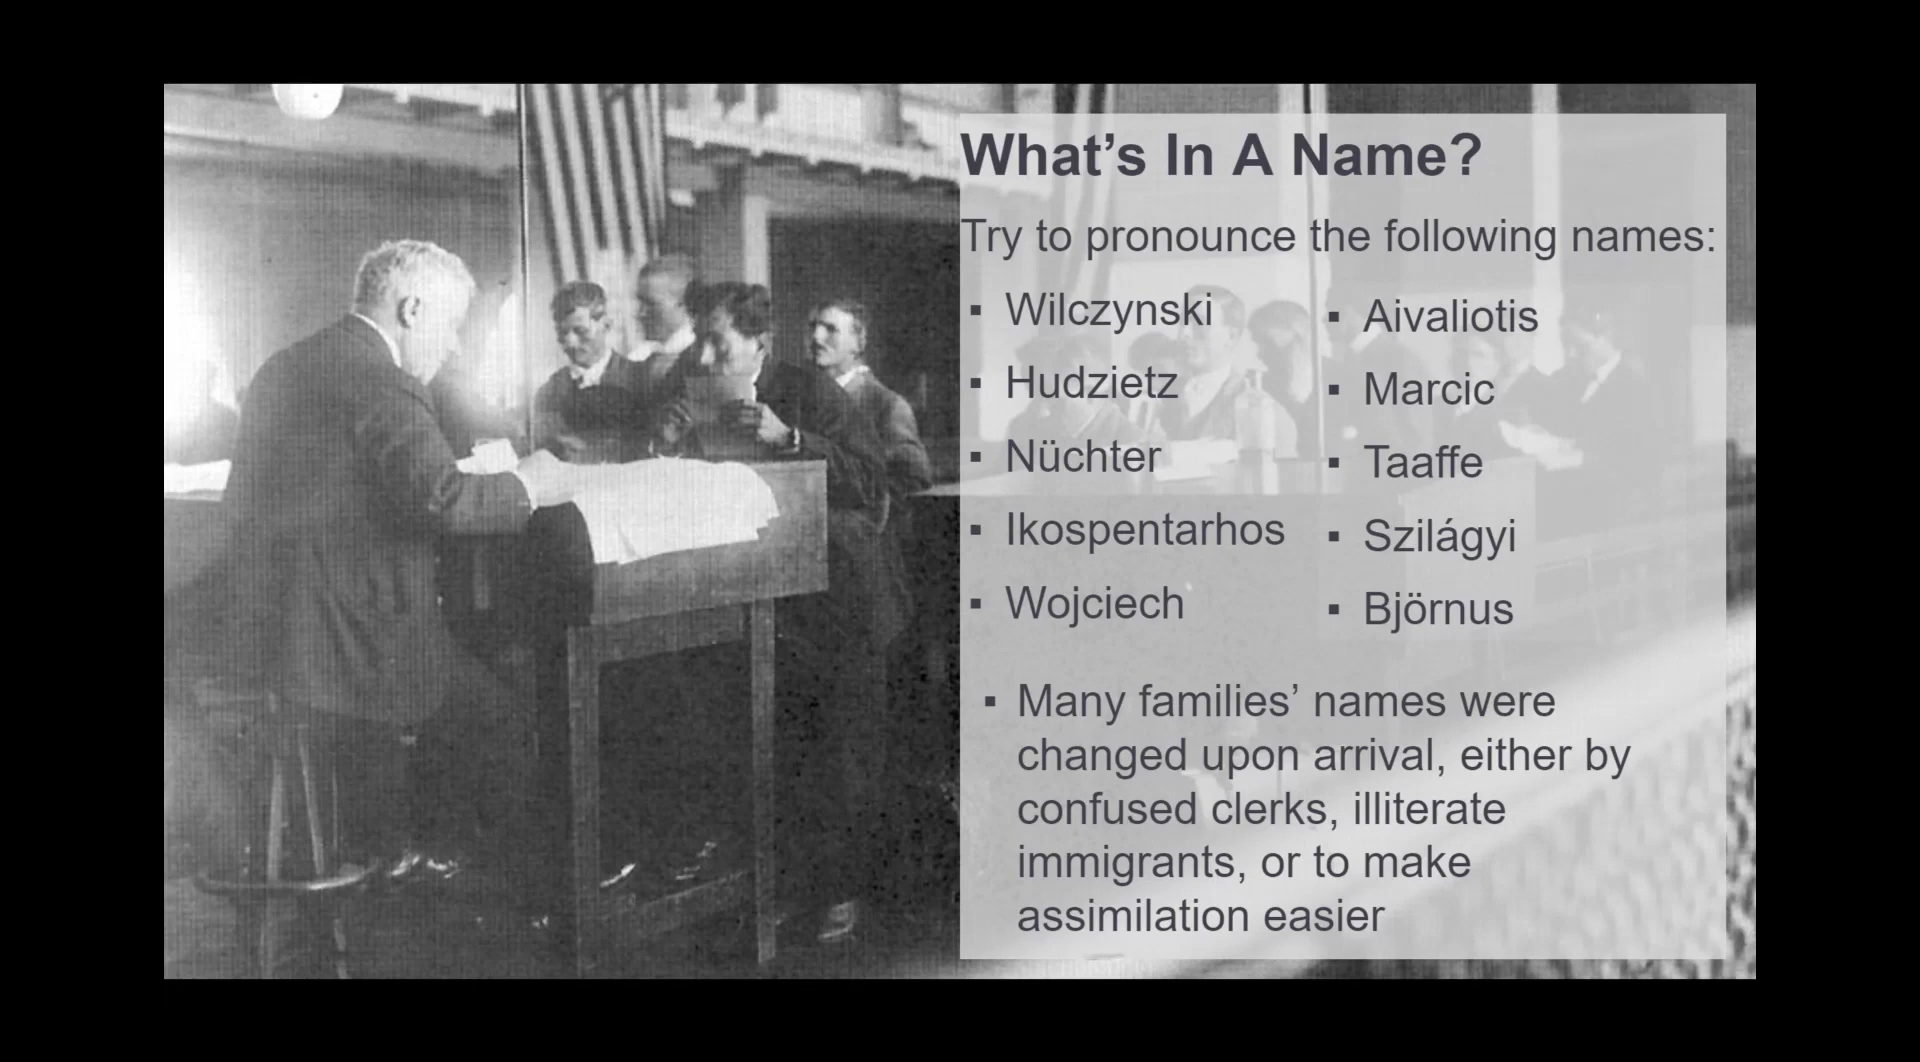 What’s In A Name?
Try to pronounce the following names:
▪ Wilczynski
▪ Hudzietz
▪ Nüchter
▪ Ikospentarhos
▪ Wojciech
▪ Aivaliotis
▪ Marcic
▪ Taaffe
▪ Szilágyi
▪ Björnus
▪ Many families’ names were
changed upon arrival, either by
confused clerks, illiterate
immigrants, or to make
assimilation easier